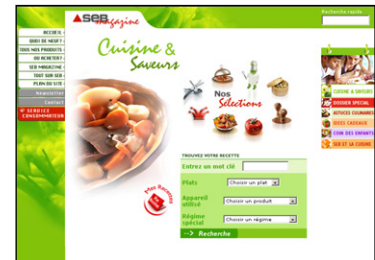 Recherche rapide
SEB magazine
ACCUEIL
QUOI DE NEUF?
TOUS NOS PRODUITS
OU ACHETER?
SEB MAGAZINE
TOUT SUR SEB
PLAN DU SITE
Newsletter
Contact
SERVICE
CONSOMMATEUR
Cuisine &
Saveurs
Nos
Sélections
CUISINE & SAVEURS
DOSSIER SPECIAL
ASTUCES CULINAIRES
IDEES CADEAUX
COIN DES ENFANTS
SEB ET LA CUISINE
Mes Recettes
TROUVEZ VOTRE RECETTE
Entrez un mot clé
Plats
Choisir un plat
Appareil
utilisé
Choisir un produit
Régime
spécial
Choisir un régime
--> Recherche